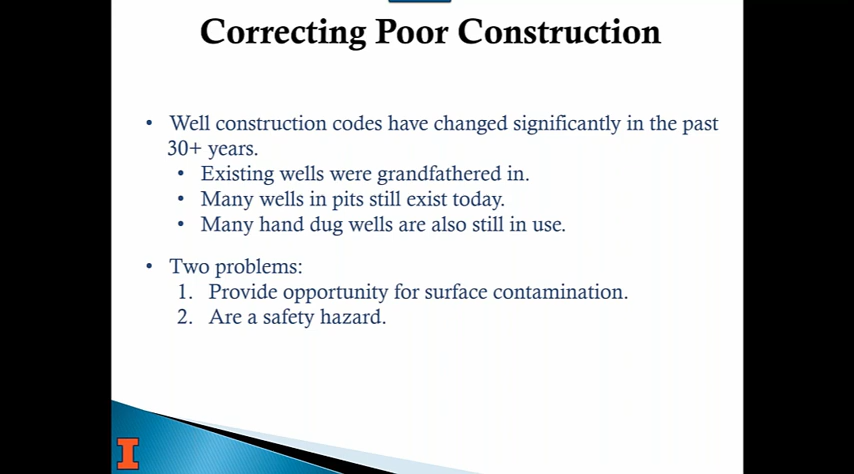 Correcting Poor Construction
• Well construction codes have changed significantly in the past
30+ years.
• Existing wells were grandfathered in.
• Many wells in pits still exist today.
• Many hand dug wells are also still in use.
• Two problems:
1. Provide opportunity for surface contamination.
2. Are a safety hazard.
I